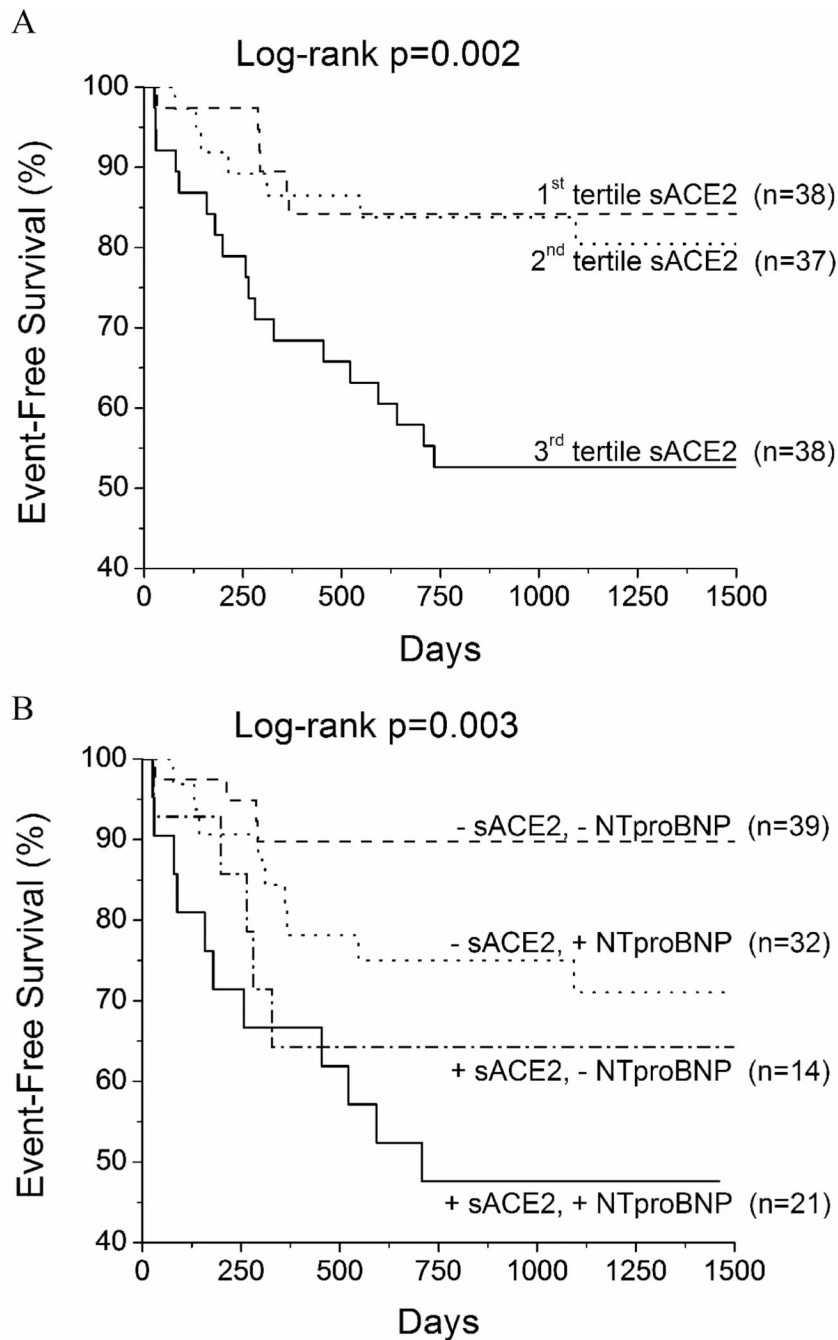 A
Log-rank p=0.002
Event-Free Survival (%)
100
90
80
70
60
50
40
1st tertile sACE2 (n=38)
2nd tertile sACE2 (n=37)
3rd tertile sACE2 (n=38)
0 250 500 750 1000 1250 1500
Days
B
Log-rank p=0.003
Event-Free Survival (%)
100
90
80
70
60
50
40
- sACE2, - NTproBNP (n=39)
- sACE2, + NTproBNP (n=32)
+ sACE2, - NTproBNP (n=14)
+ sACE2, + NTproBNP (n=21)
0 250 500 750 1000 1250 1500
Days